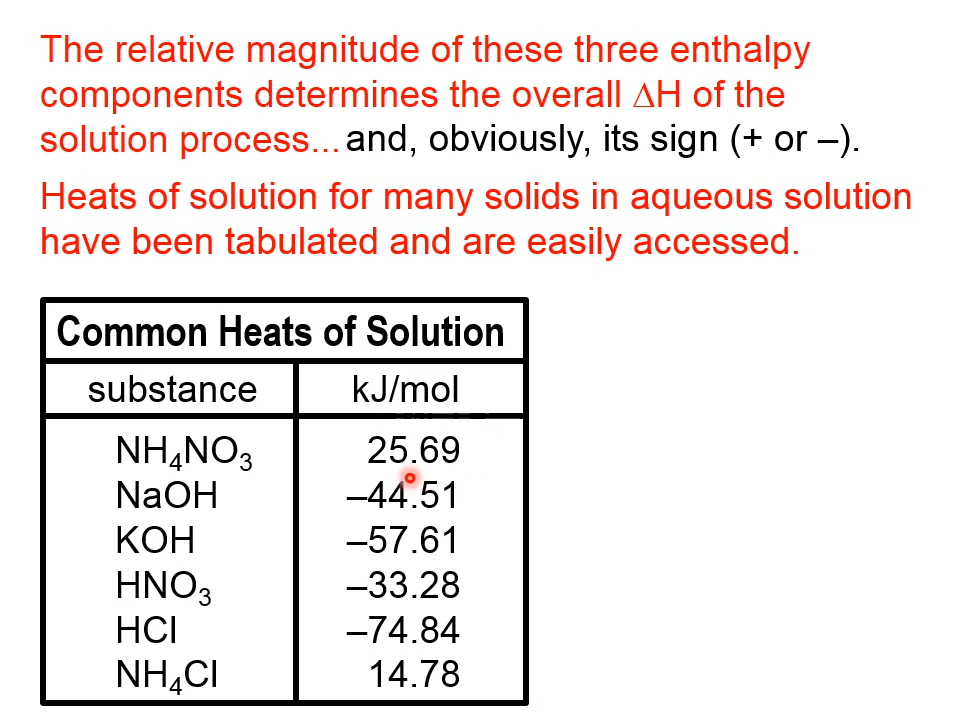 The relative magnitude of these three enthalpy
components determines the overall ∆H of the
solution process... and, obviously, its sign (+ or –).
Heats of solution for many solids in aqueous solution
have been tabulated and are easily accessed.
Common Heats of Solution
substance kJ/mol
NH₄NO₃ 25.69
NaOH –44.51
KOH –57.61
HNO₃ –33.28
HCl –74.84
NH₄Cl 14.78